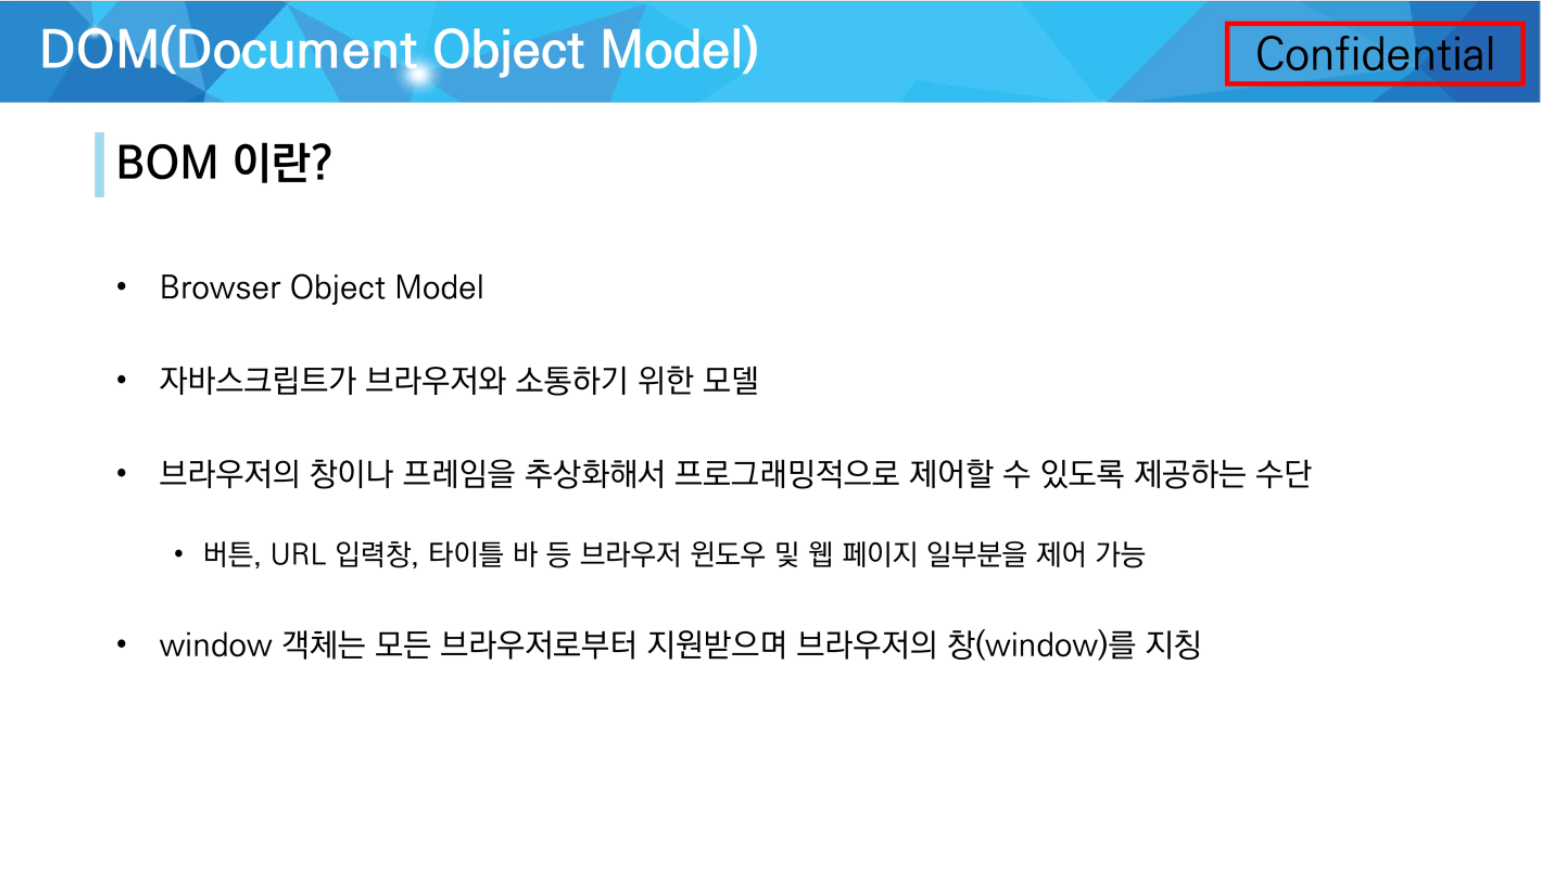 DOM(Document Object Model)
Confidential
BOM 이란?
• Browser Object Model
• 자바스크립트가 브라우저와 소통하기 위한 모델
• 브라우저의 창이나 프레임을 추상화해서 프로그래밍적으로 제어할 수 있도록 제공하는 수단
• 버튼, URL 입력창, 타이틀 바 등 브라우저 윈도우 및 웹 페이지 일부분을 제어 가능
• window 객체는 모든 브라우저로부터 지원받으며 브라우저의 창(window)를 지칭